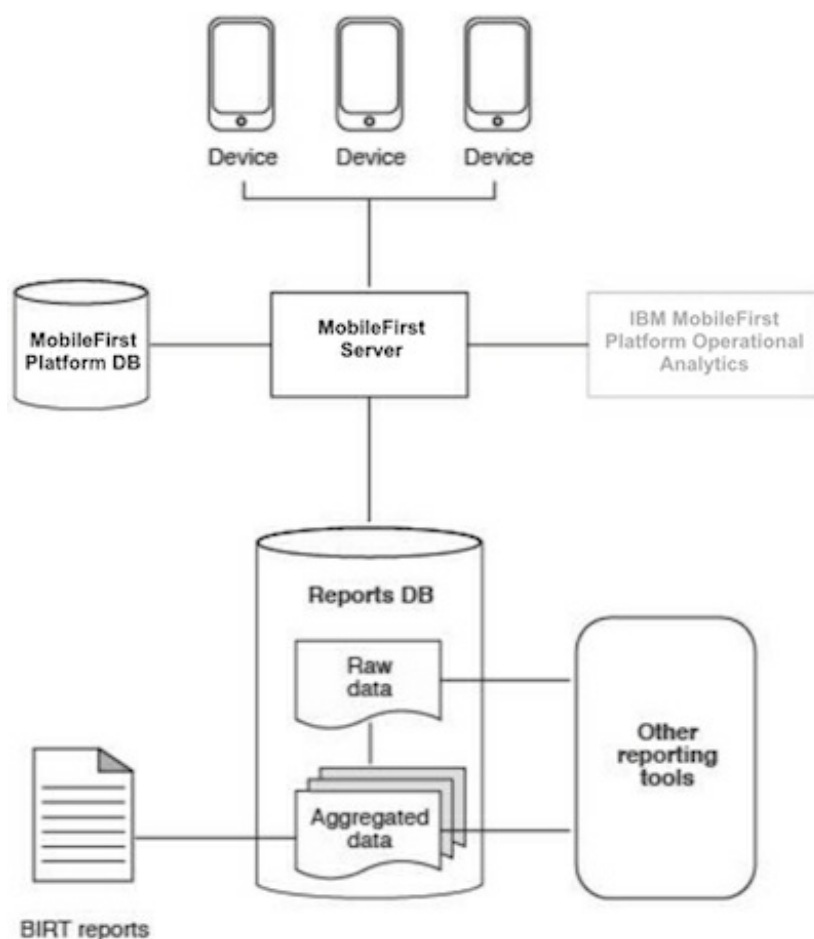 Device
Device
Device
MobileFirst
Platform DB
MobileFirst
Server
IBM MobileFirst
Platform Operational
Analytics
Reports DB
Raw
data
Other
reporting
tools
Aggregated
data
BIRT reports